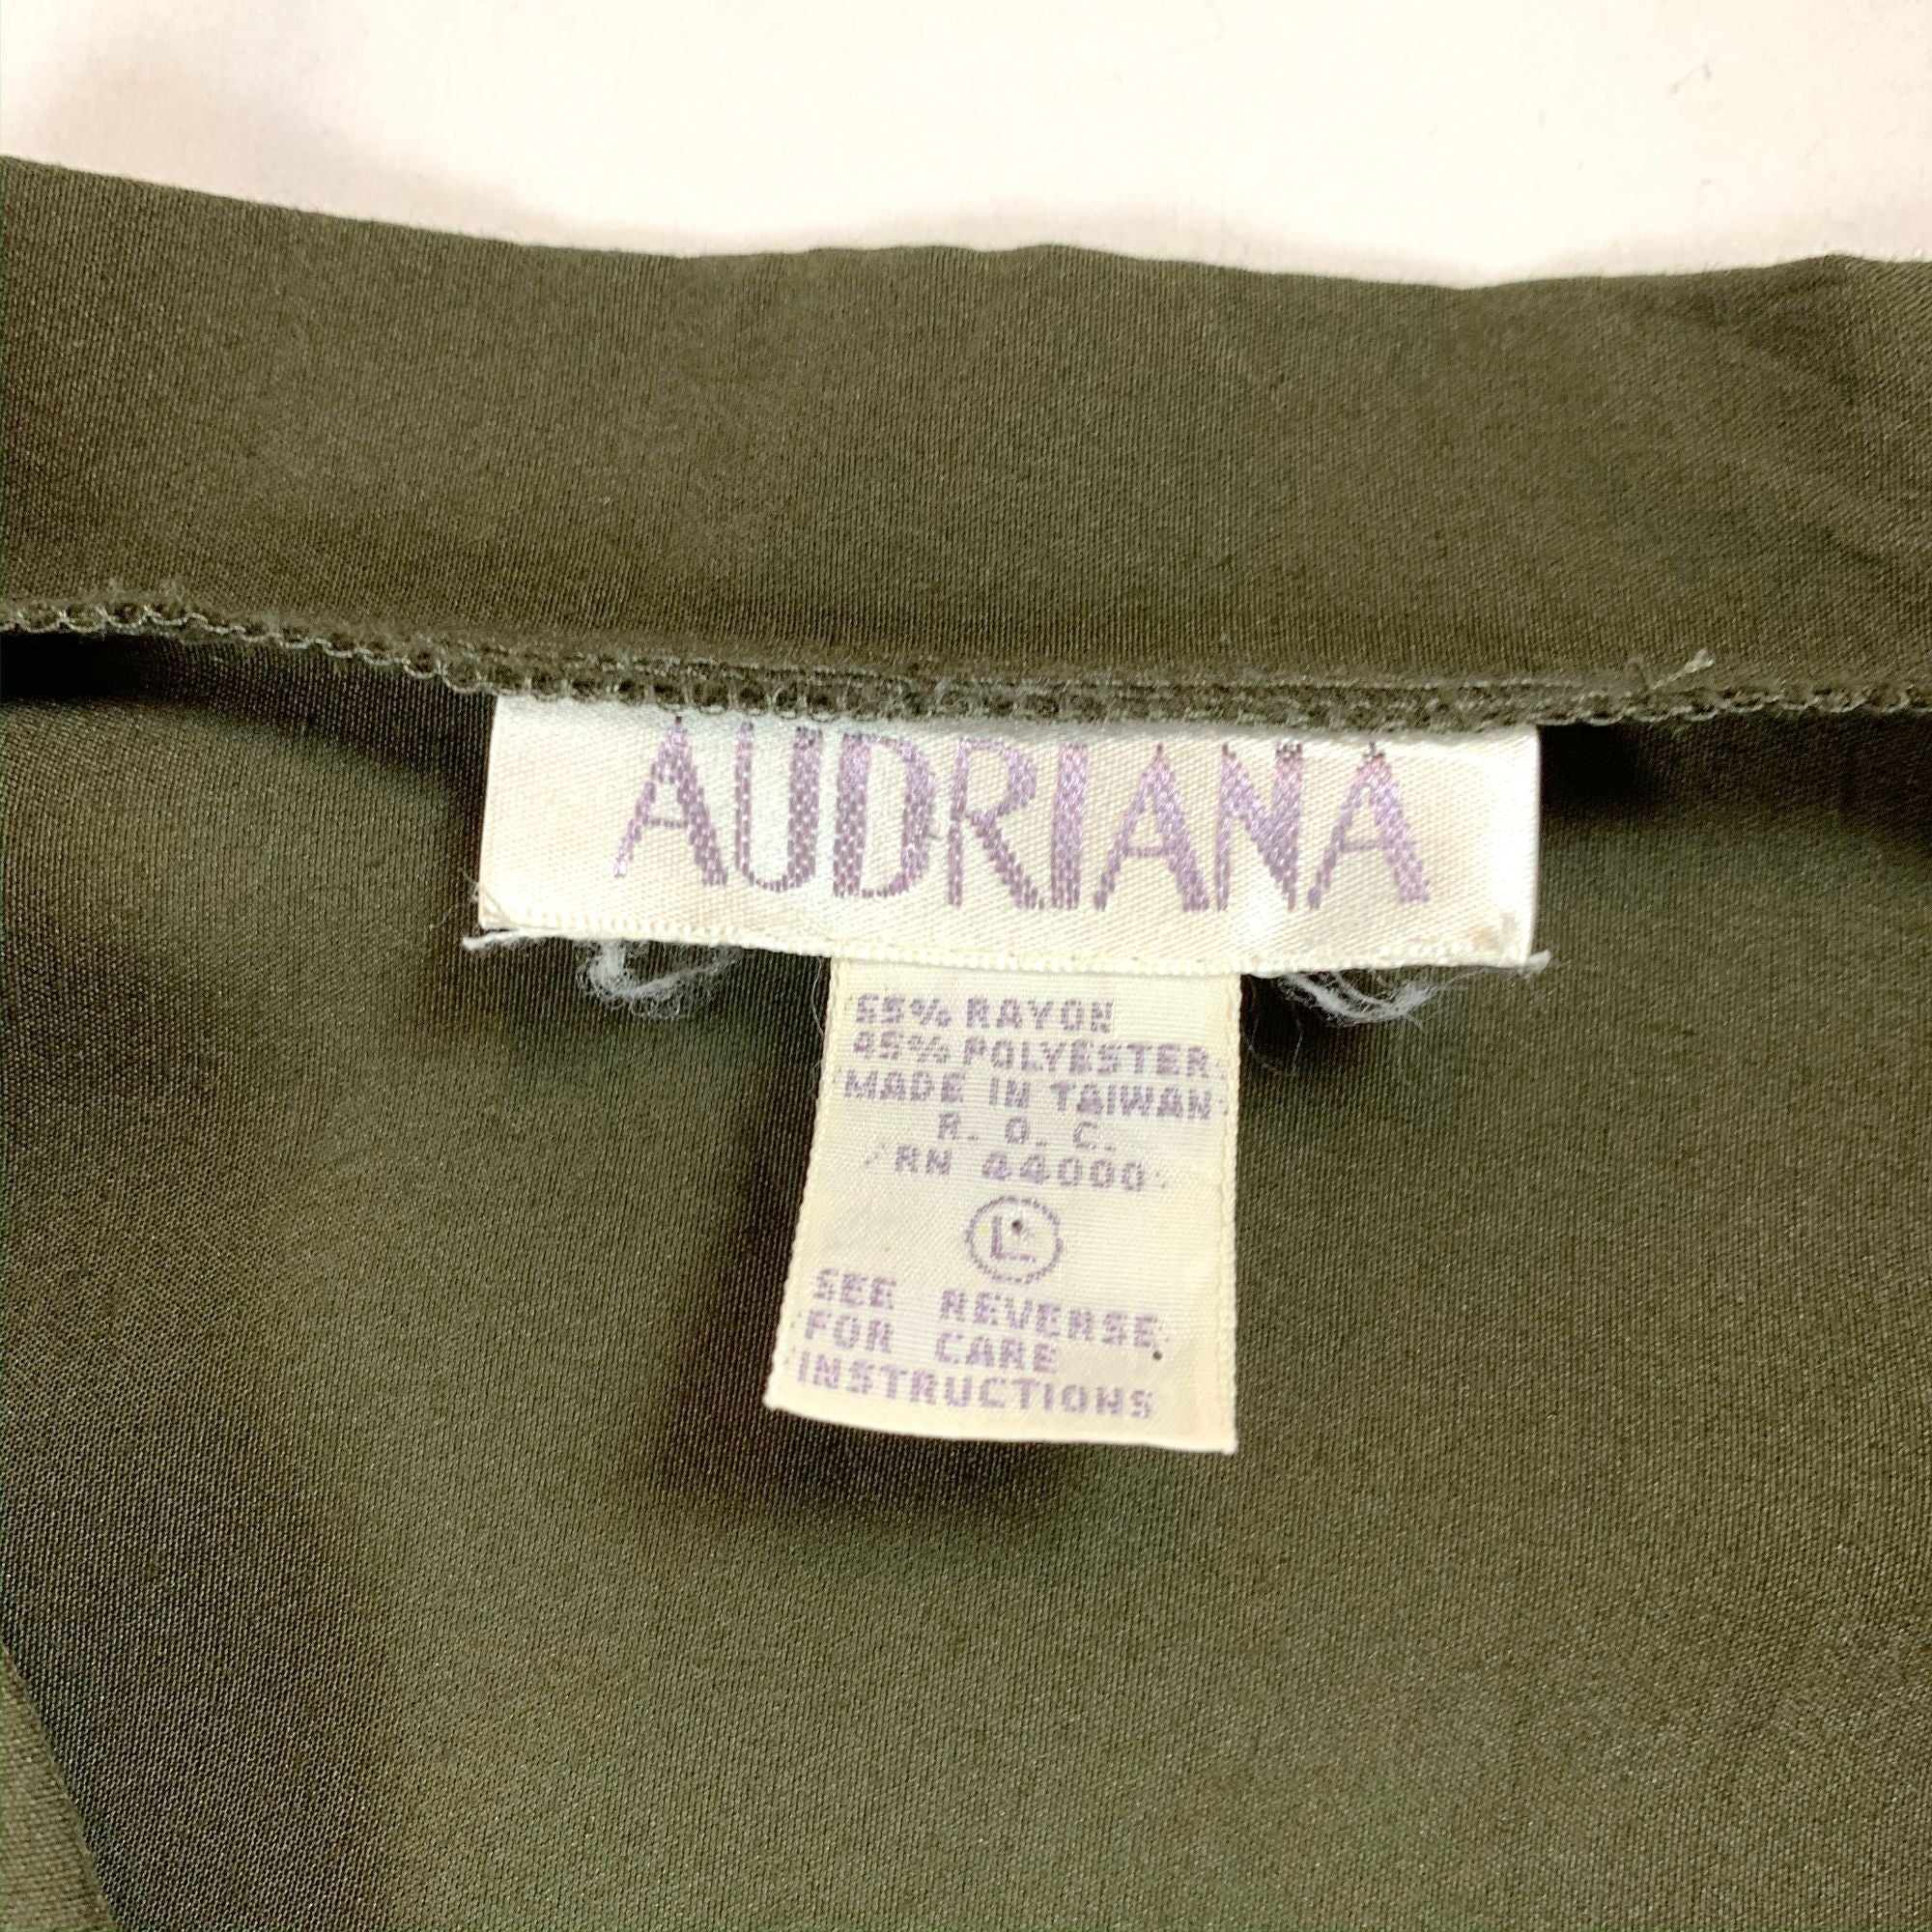 AUDRIANA
55% RAYON
45% POLYESTER
MADE IN TAIWAN
R. O. C.
RN 44000
L
SEE REVERSE
FOR CARE
INSTRUCTIONS